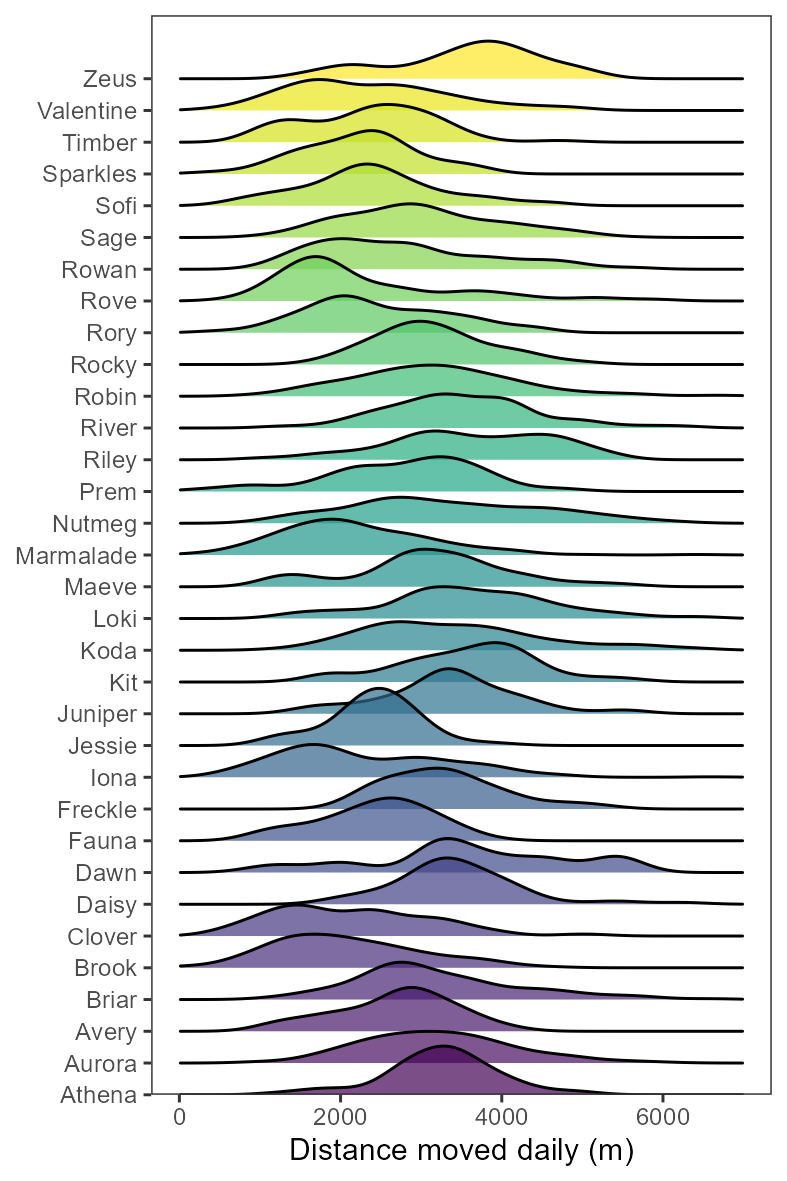 Zeus
Valentine
Timber
Sparkles
Sofi
Sage
Rowan
Rove
Rory
Rocky
Robin
River
Riley
Prem
Nutmeg
Marmalade
Maeve
Loki
Koda
Kit
Juniper
Jessie
Iona
Freckle
Fauna
Dawn
Daisy
Clover
Brook
Briar
Avery
Aurora
Athena
0 2000 4000 6000
Distance moved daily (m)